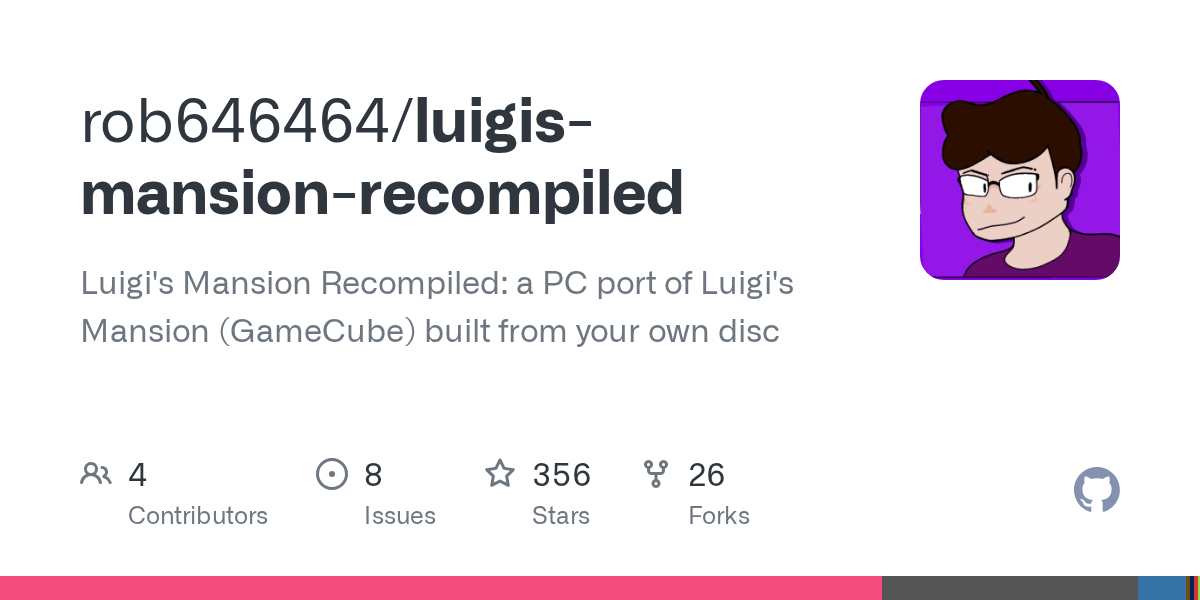 rob646464/luigis-
mansion-recompiled
Luigi's Mansion Recompiled: a PC port of Luigi's
Mansion (GameCube) built from your own disc
4 8 356 26
Contributors Issues Stars Forks